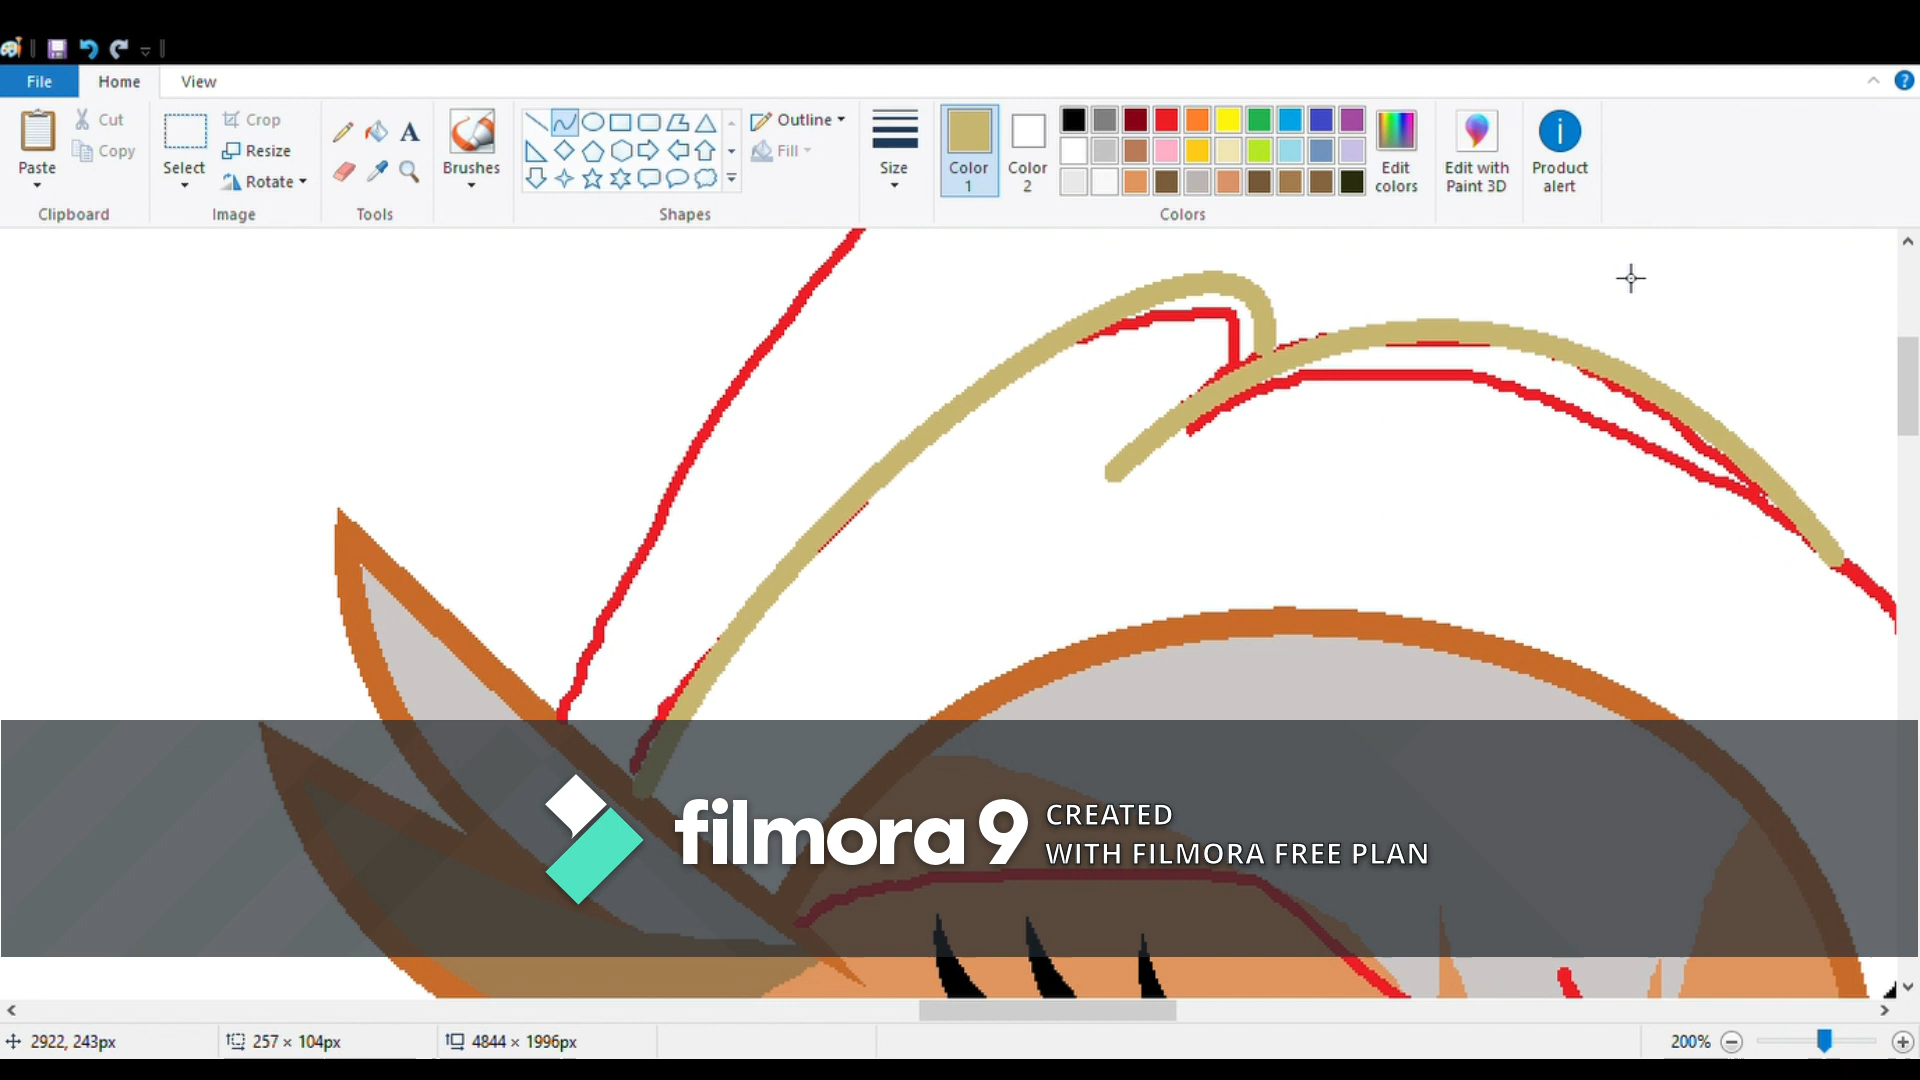 File Home View
Paste
Cut
Copy
Clipboard
Select
Crop
Resize
Rotate
Image
A
Tools
Brushes
Outline
Fill
Shapes
Size
Color 1
Color 2
Edit colors
Colors
Edit with Paint 3D
Product alert
filmora9 CREATED
WITH FILMORA FREE PLAN
2922, 243px 257 × 104px 4844 × 1996px 200%